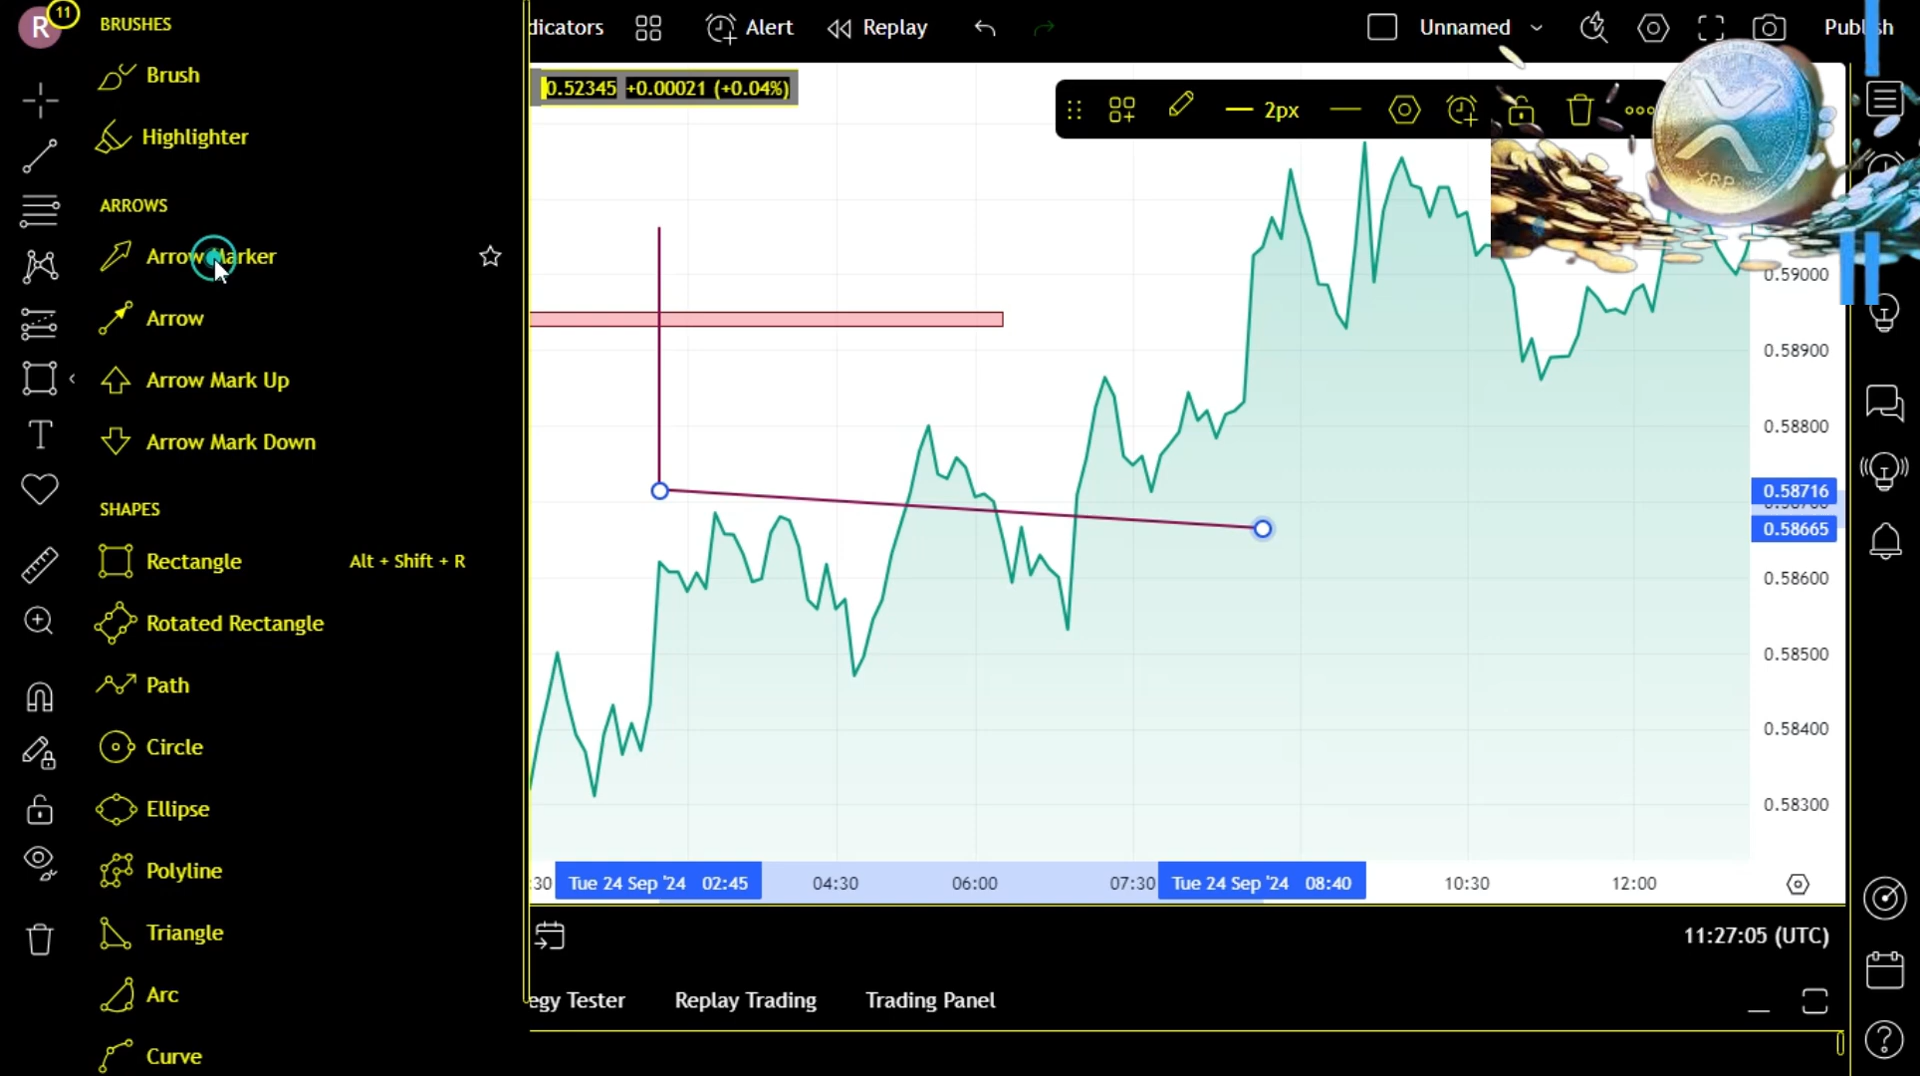 R
11
BRUSHES
Brush
Highlighter
ARROWS
Arrow Marker
Arrow
Arrow Mark Up
Arrow Mark Down
SHAPES
Rectangle Alt + Shift + R
Rotated Rectangle
Path
Circle
Ellipse
Polyline
Triangle
Arc
Curve
dicators
Alert
Replay
Unnamed
Publish
0.52345 +0.00021 (+0.04%)
2px
XRP
0.59000
0.58900
0.58800
0.58716
0.58665
0.58600
0.58500
0.58400
0.58300
:30 Tue 24 Sep '24 02:45 04:30 06:00 07:30 Tue 24 Sep '24 08:40 10:30 12:00
11:27:05 (UTC)
egy Tester Replay Trading Trading Panel